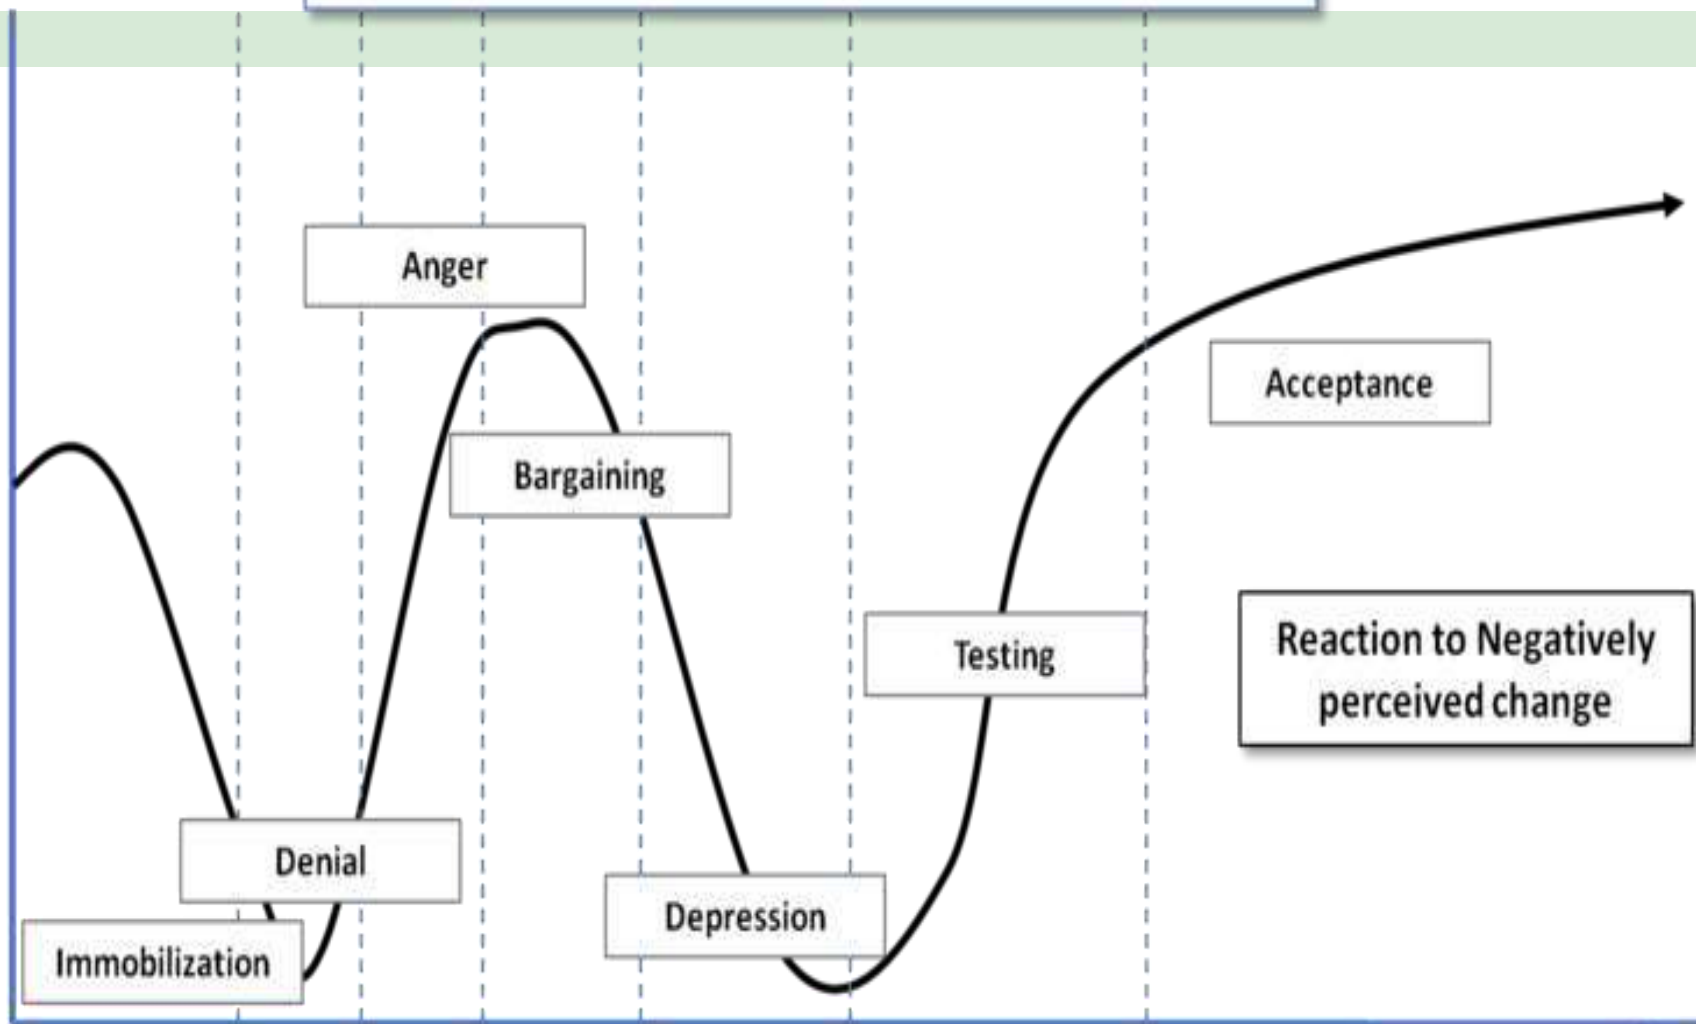 Anger
Acceptance
Bargaining
Reaction to Negatively
perceived change
Testing
Denial
Depression
Immobilization